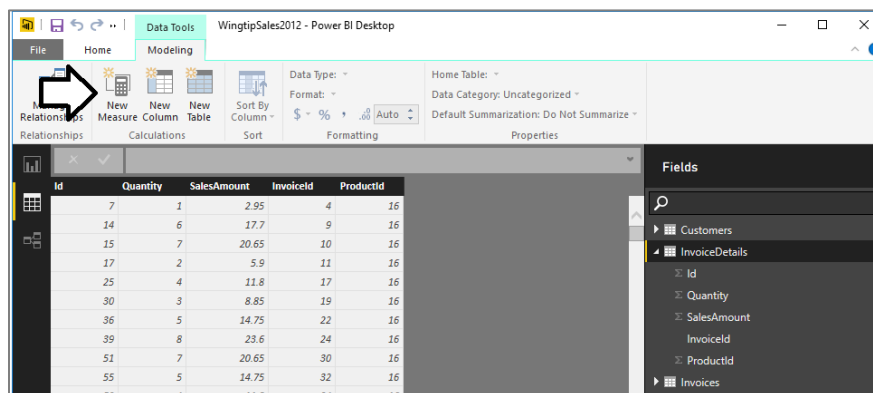 Data Tools WingtipSales2012 - Power BI Desktop
File Home Modeling
New Measure
New Column
New Table
Sort By Column
Data Type:
Format:
$ % , .00 Auto
Home Table:
Data Category: Uncategorized
Default Summarization: Do Not Summarize
Relationships
Relationships Calculations Sort Formatting Properties
Fields
Id Quantity SalesAmount InvoiceId ProductId
7 1 2.95 4 16
14 6 17.7 9 16
15 7 20.65 10 16
17 2 5.9 11 16
25 4 11.8 17 16
30 3 8.85 19 16
36 5 14.75 22 16
39 8 23.6 24 16
51 7 20.65 30 16
55 5 14.75 32 16
Customers
InvoiceDetails
Id
Quantity
SalesAmount
InvoiceId
ProductId
Invoices